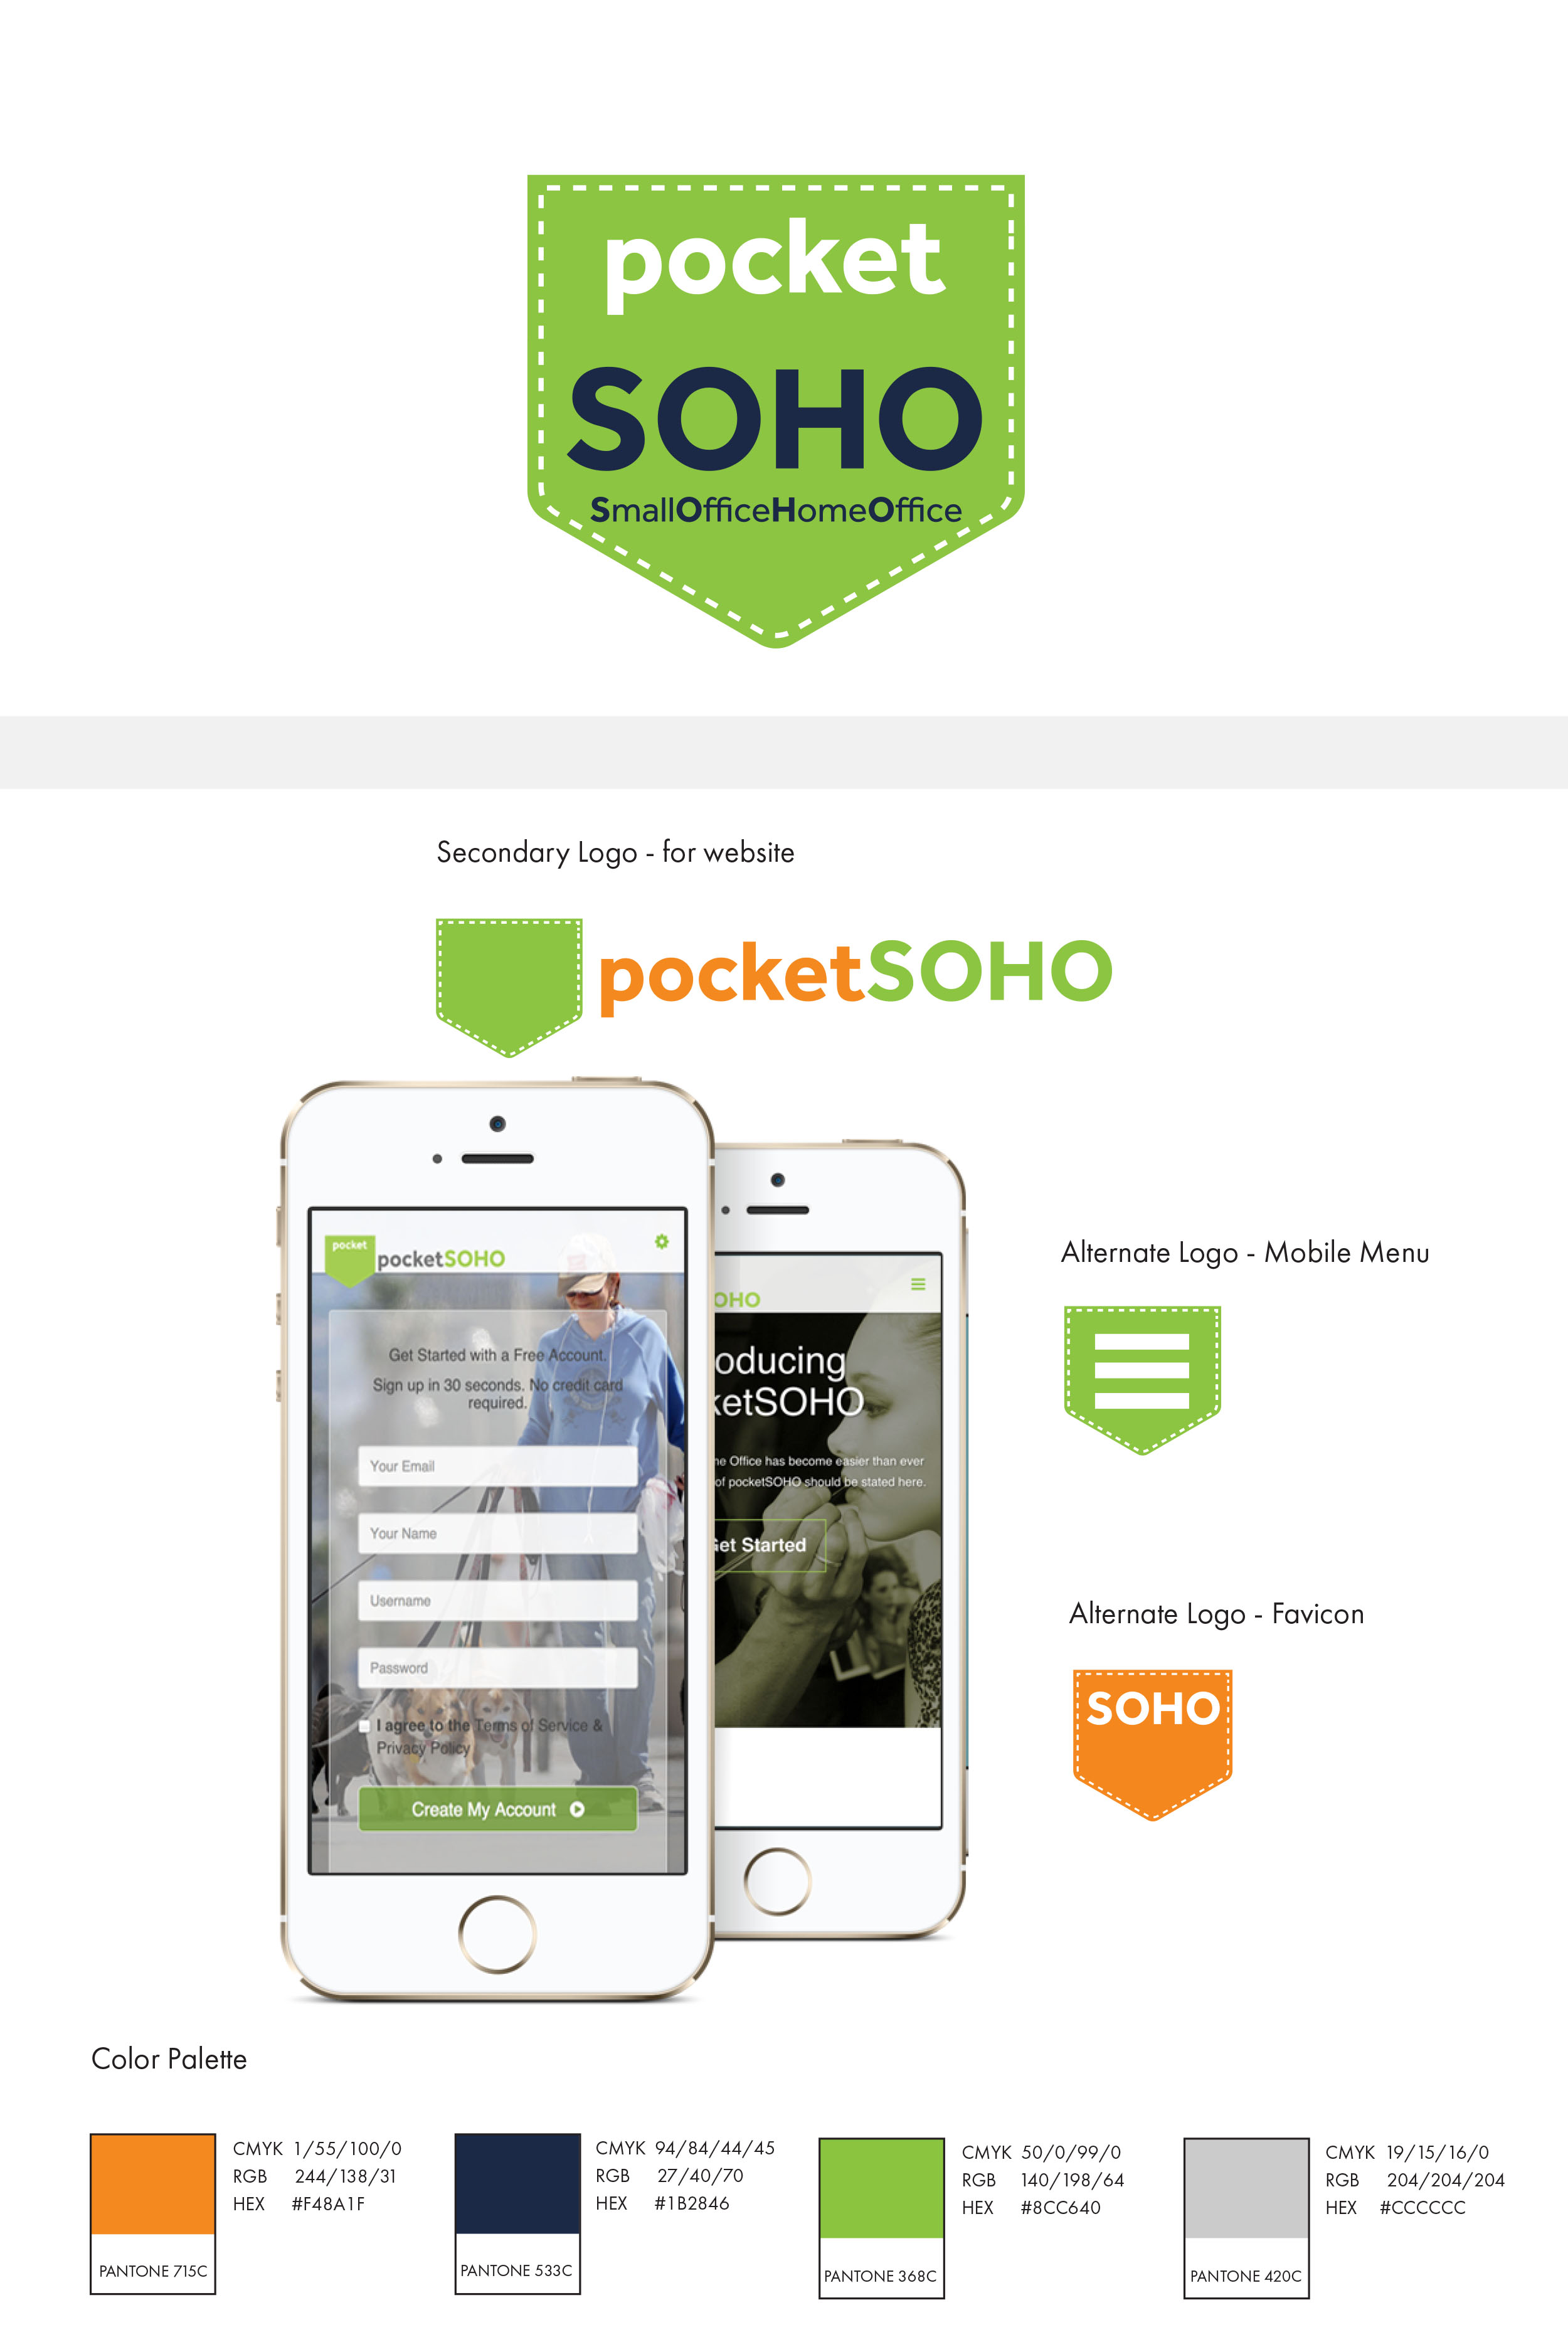 pocket
SOHO
SmallOfficeHomeOffice
Secondary Logo - for website
pocketSOHO
pocket
pocketSOHO
Get Started with a Free Account.
Sign up in 30 seconds. No credit card
required.
Your Email
Your Name
Username
Password
I agree to the Terms of Service &
Privacy Policy
Create My Account
OHO
oducing
ketSOHO
ne Office has become easier than ever
of pocketSOHO should be stated here.
Get Started
Alternate Logo - Mobile Menu
Alternate Logo - Favicon
SOHO
Color Palette
CMYK 1/55/100/0
RGB 244/138/31
HEX #F48A1F
PANTONE 715C
CMYK 94/84/44/45
RGB 27/40/70
HEX #1B2846
PANTONE 533C
CMYK 50/0/99/0
RGB 140/198/64
HEX #8CC640
PANTONE 368C
CMYK 19/15/16/0
RGB 204/204/204
HEX #CCCCCC
PANTONE 420C